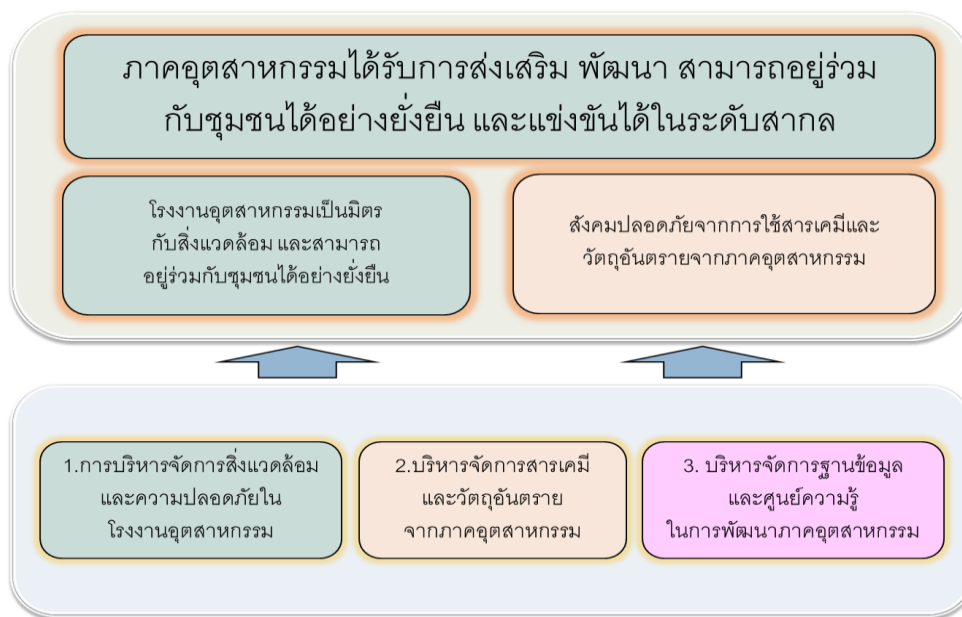 ภาคอุตสาหกรรมได้รับการส่งเสริม พัฒนา สามารถอยู่ร่วม
กับชุมชนได้อย่างยั่งยืน และแข่งขันได้ในระดับสากล
โรงงานอุตสาหกรรมเป็นมิตร
กับสิ่งแวดล้อม และสามารถ
อยู่ร่วมกับชุมชนได้อย่างยั่งยืน
สังคมปลอดภัยจากการใช้สารเคมีและ
วัตถุอันตรายจากภาคอุตสาหกรรม
1.การบริหารจัดการสิ่งแวดล้อม
และความปลอดภัยใน
โรงงานอุตสาหกรรม
2.บริหารจัดการสารเคมี
และวัตถุอันตราย
จากภาคอุตสาหกรรม
3. บริหารจัดการฐานข้อมูล
และศูนย์ความรู้
ในการพัฒนาภาคอุตสาหกรรม